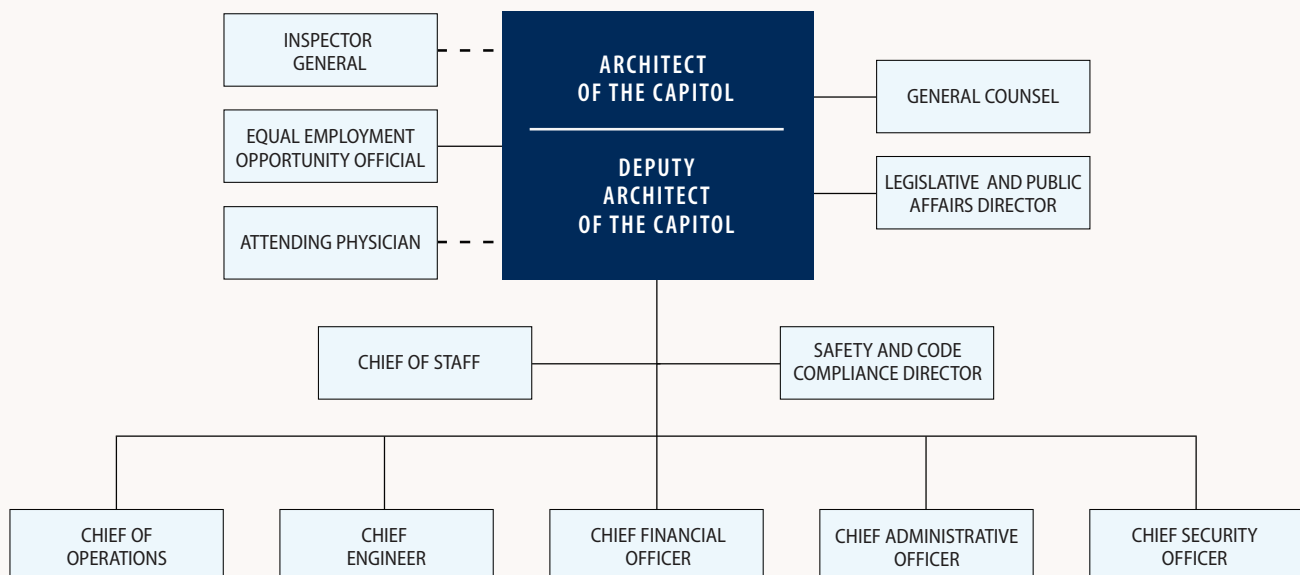 INSPECTOR
GENERAL
EQUAL EMPLOYMENT
OPPORTUNITY OFFICIAL
ATTENDING PHYSICIAN
ARCHITECT
OF THE CAPITOL
DEPUTY
ARCHITECT
OF THE CAPITOL
GENERAL COUNSEL
LEGISLATIVE AND PUBLIC
AFFAIRS DIRECTOR
CHIEF OF STAFF
SAFETY AND CODE
COMPLIANCE DIRECTOR
CHIEF OF
OPERATIONS
CHIEF
ENGINEER
CHIEF FINANCIAL
OFFICER
CHIEF ADMINISTRATIVE
OFFICER
CHIEF SECURITY
OFFICER